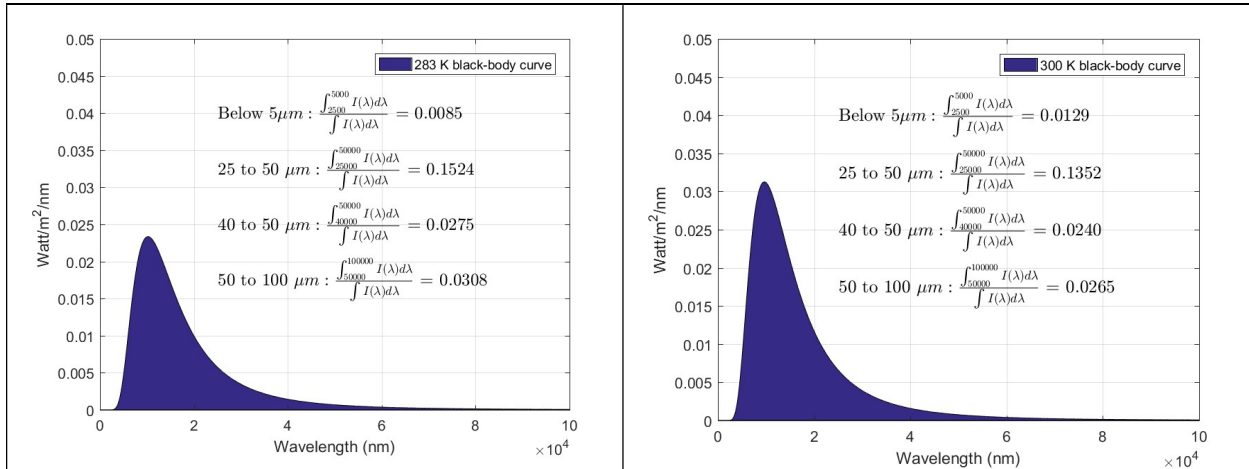 0.05
0.045
0.04
0.035
0.03
0.025
0.02
0.015
0.01
0.005
0
Watt/m²/nm
283 K black-body curve
Below 5μm : ∫_{2500}^{5000} I(λ)dλ / ∫ I(λ)dλ = 0.0085
25 to 50 μm : ∫_{25000}^{50000} I(λ)dλ / ∫ I(λ)dλ = 0.1524
40 to 50 μm : ∫_{40000}^{50000} I(λ)dλ / ∫ I(λ)dλ = 0.0275
50 to 100 μm : ∫_{50000}^{100000} I(λ)dλ / ∫ I(λ)dλ = 0.0308
0 2 4 6 8 10
Wavelength (nm)
×10⁴
0.05
0.045
0.04
0.035
0.03
0.025
0.02
0.015
0.01
0.005
0
Watt/m²/nm
300 K black-body curve
Below 5μm : ∫_{2500}^{5000} I(λ)dλ / ∫ I(λ)dλ = 0.0129
25 to 50 μm : ∫_{25000}^{50000} I(λ)dλ / ∫ I(λ)dλ = 0.1352
40 to 50 μm : ∫_{40000}^{50000} I(λ)dλ / ∫ I(λ)dλ = 0.0240
50 to 100 μm : ∫_{50000}^{100000} I(λ)dλ / ∫ I(λ)dλ = 0.0265
0 2 4 6 8 10
Wavelength (nm)
×10⁴